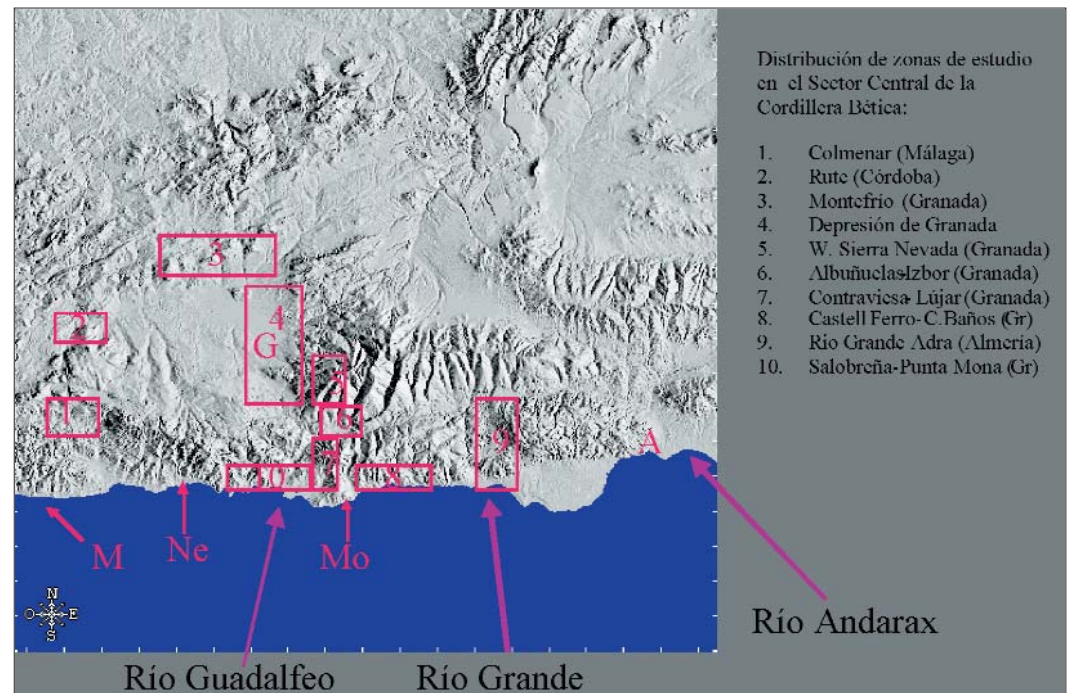 Distribución de zonas de estudio
en el Sector Central de la
Cordillera Bética:
1. Colmenar (Málaga)
2. Rute (Córdoba)
3. Montefrío (Granada)
4. Depresión de Granada
5. W. Sierra Nevada (Granada)
6. Albuñuelas-Izbor (Granada)
7. Contraviesa-Lújar (Granada)
8. Castell Ferro-C.Baños (Gr)
9. Río Grande Adra (Almería)
10. Salobreña-Punta Mona (Gr)
3
2
4
G
5
1
6
9
A
7
10
8
M
Ne
Mo
N
O
E
S
Río Andarax
Río Guadalfeo
Río Grande